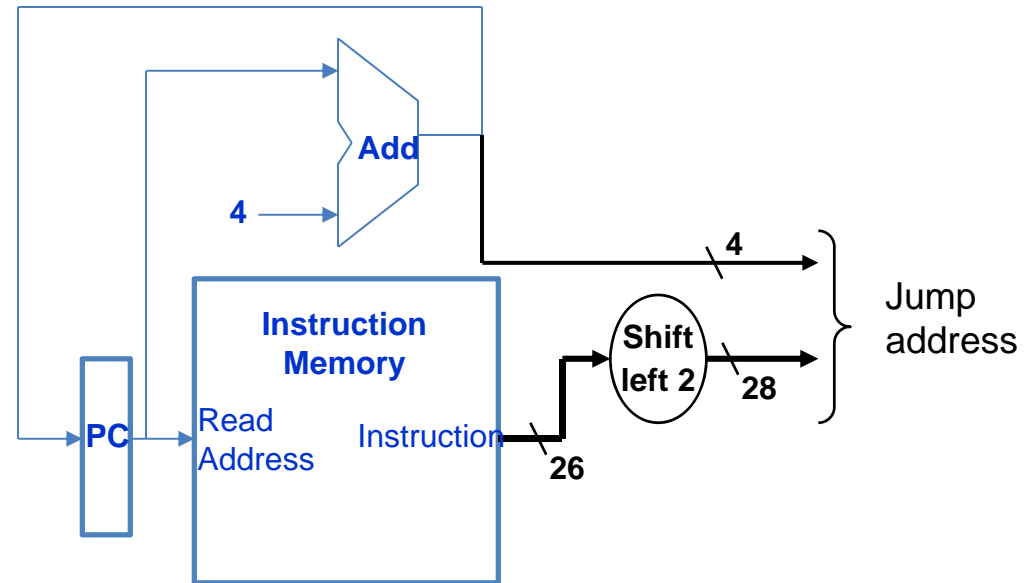 Add
4
4
Jump
address
Instruction
Memory
Shift
left 2
28
PC
Read
Address
Instruction
26